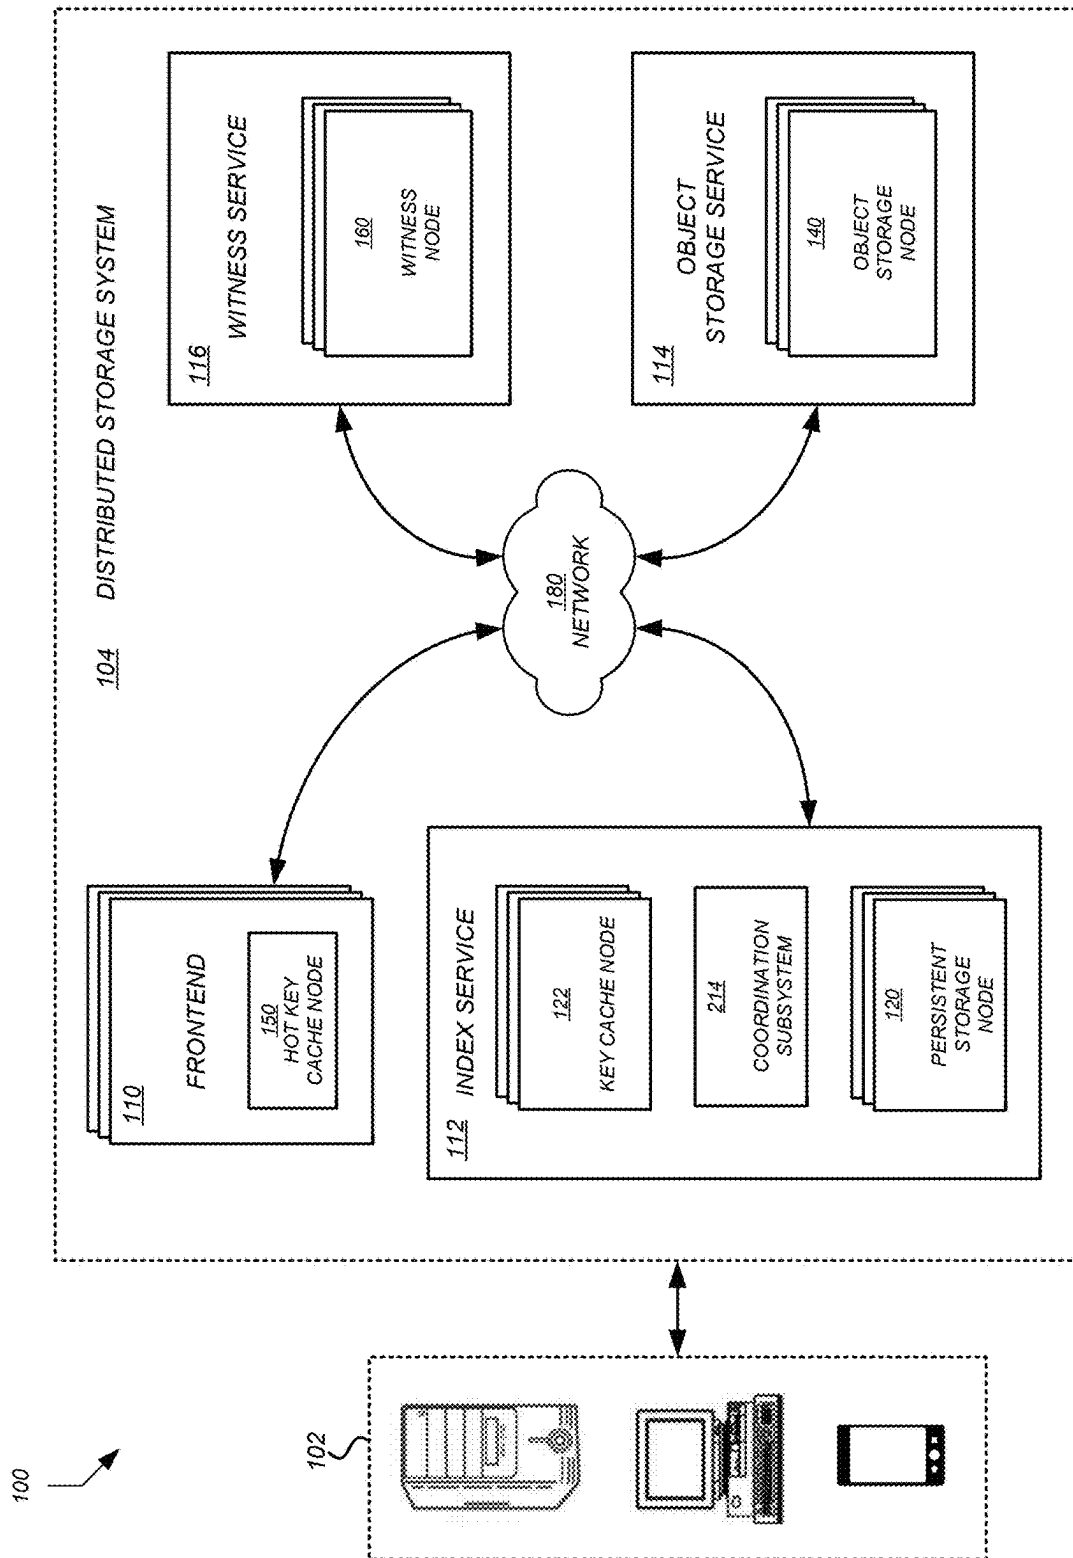 100
102
104 DISTRIBUTED STORAGE SYSTEM
110
FRONTEND
150
HOT KEY
CACHE NODE
112 INDEX SERVICE
122
KEY CACHE NODE
214
COORDINATION
SUBSYSTEM
120
PERSISTENT
STORAGE
NODE
180
NETWORK
116
WITNESS SERVICE
160
WITNESS
NODE
114
OBJECT
STORAGE SERVICE
140
OBJECT
STORAGE
NODE